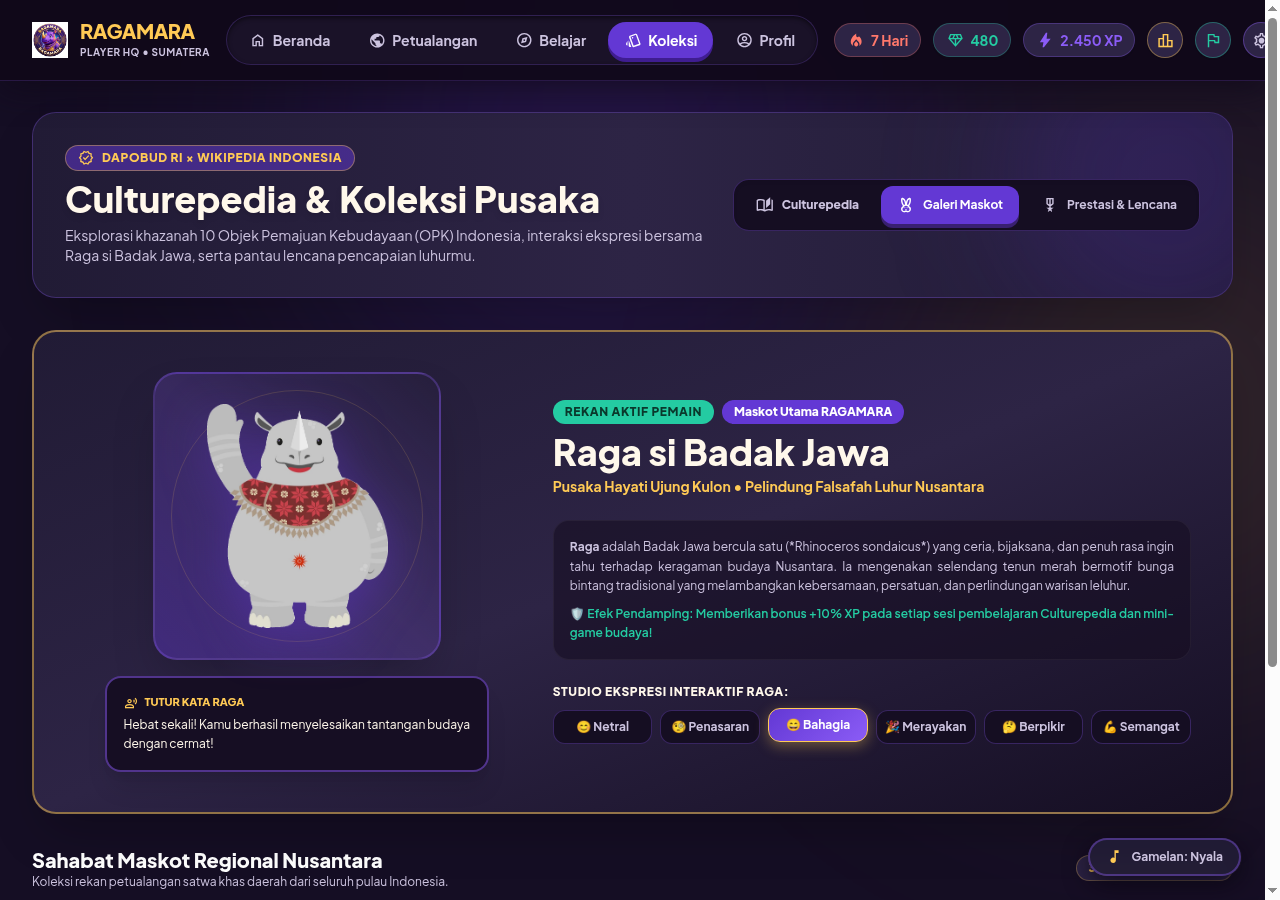 RAGAMARA
PLAYER HQ • SUMATERA
Beranda
Petualangan
Belajar
Koleksi
Profil
7 Hari
480
2.450 XP
DAPOBUD RI × WIKIPEDIA INDONESIA
Culturepedia & Koleksi Pusaka
Eksplorasi khazanah 10 Objek Pemajuan Kebudayaan (OPK) Indonesia, interaksi ekspresi bersama
Raga si Badak Jawa, serta pantau lencana pencapaian luhurmu.
Culturepedia
Galeri Maskot
Prestasi & Lencana
REKAN AKTIF PEMAIN
Maskot Utama RAGAMARA
Raga si Badak Jawa
Pusaka Hayati Ujung Kulon • Pelindung Falsafah Luhur Nusantara
Raga adalah Badak Jawa bercula satu (*Rhinoceros sondaicus*) yang ceria, bijaksana, dan penuh rasa ingin
tahu terhadap keragaman budaya Nusantara. Ia mengenakan selendang tenun merah bermotif bunga
bintang tradisional yang melambangkan kebersamaan, persatuan, dan perlindungan warisan leluhur.
🛡️ Efek Pendamping: Memberikan bonus +10% XP pada setiap sesi pembelajaran Culturepedia dan mini-
game budaya!
TUTUR KATA RAGA
Hebat sekali! Kamu berhasil menyelesaikan tantangan budaya
dengan cermat!
STUDIO EKSPRESI INTERAKTIF RAGA:
😊 Netral
🧐 Penasaran
😄 Bahagia
🎉 Merayakan
🤔 Berpikir
💪 Semangat
Sahabat Maskot Regional Nusantara
Koleksi rekan petualangan satwa khas daerah dari seluruh pulau Indonesia.
Gamelan: Nyala